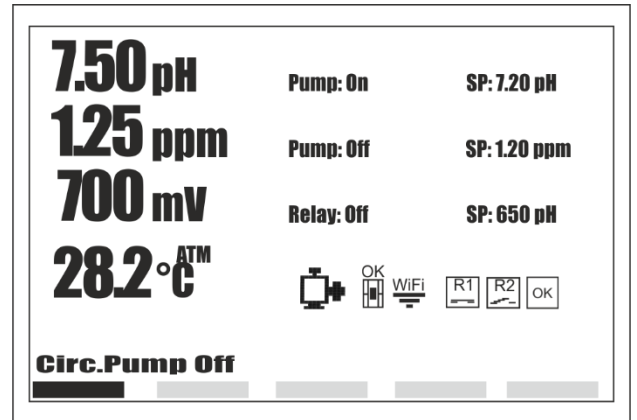 7.50 pH Pump: On SP: 7.20 pH
1.25 ppm Pump: Off SP: 1.20 ppm
700 mV Relay: Off SP: 650 pH
28.2 °C ATM
OK WiFi R1 R2 OK
Circ.Pump Off